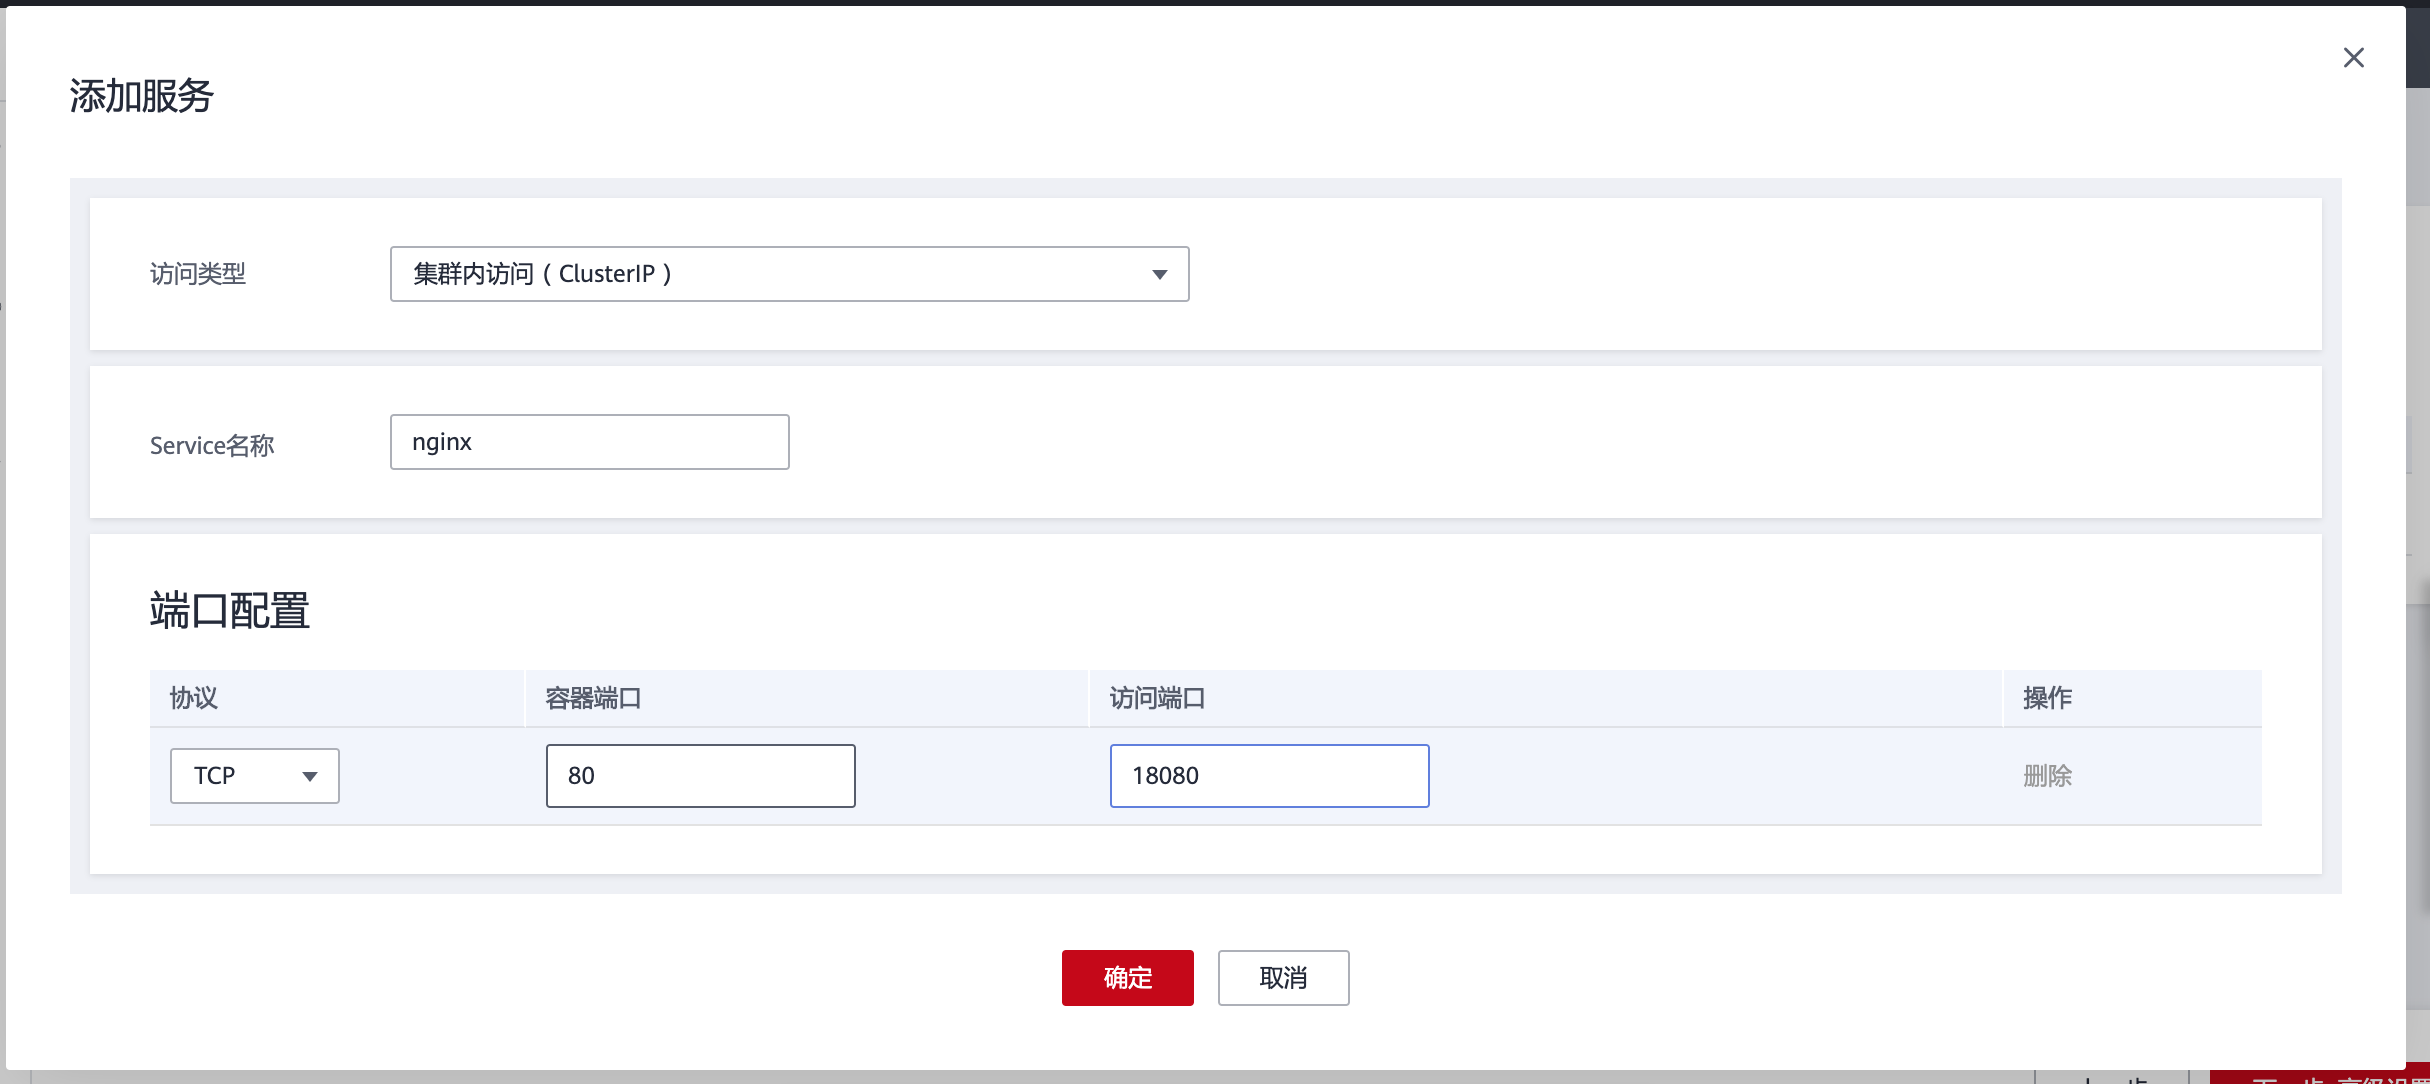 添加服务
访问类型
集群内访问（ClusterIP）
Service名称
nginx
端口配置
协议 容器端口 访问端口 操作
TCP 80 18080 删除
确定 取消